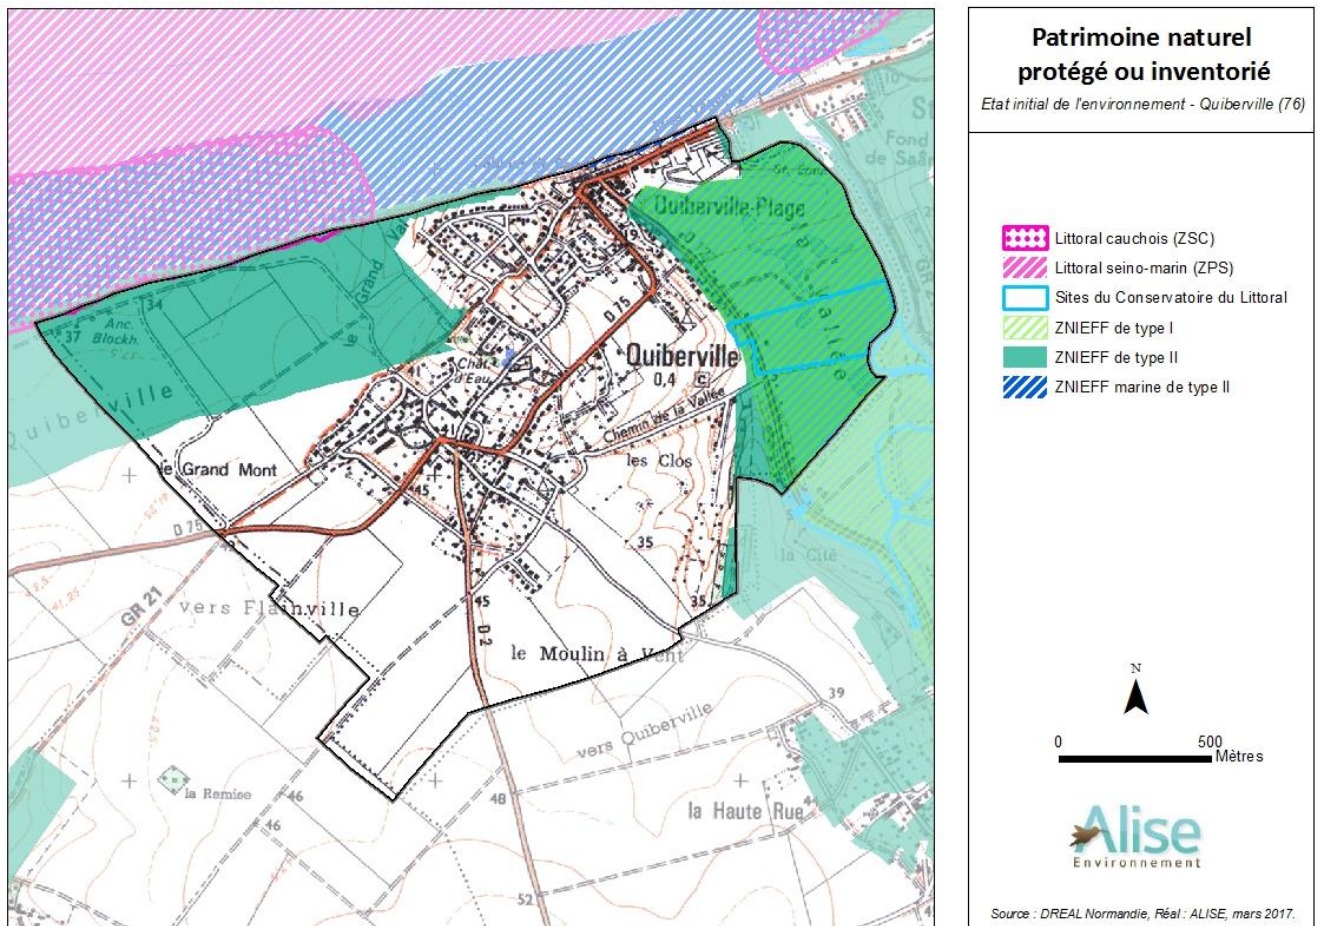 Patrimoine naturel
protégé ou inventorié
Etat initial de l'environnement - Quiberville (76)
Littoral cauchois (ZSC)
Littoral seino-marin (ZPS)
Sites du Conservatoire du Littoral
ZNIEFF de type I
ZNIEFF de type II
ZNIEFF marine de type II
N
0 500
Mètres
Alise
Environnement
Source : DREAL Normandie, Réal : ALISE, mars 2017.
Fond
de Saân
Quiberville-Plage
Vallée
le Grand Val
34
37
Anc.
Blockh.
D 75
Quiberville
0,4 C
Chât.
d'Eau
Chemin de la Vallée
Quiberville
le Grand Mont
les Clos
45
D 75
35
la Cité
GR 21
vers Flainville
45
35
D 2
le Moulin à Vent
39
vers Quiberville
la Remise
46
48
la Haute Rue
46
52